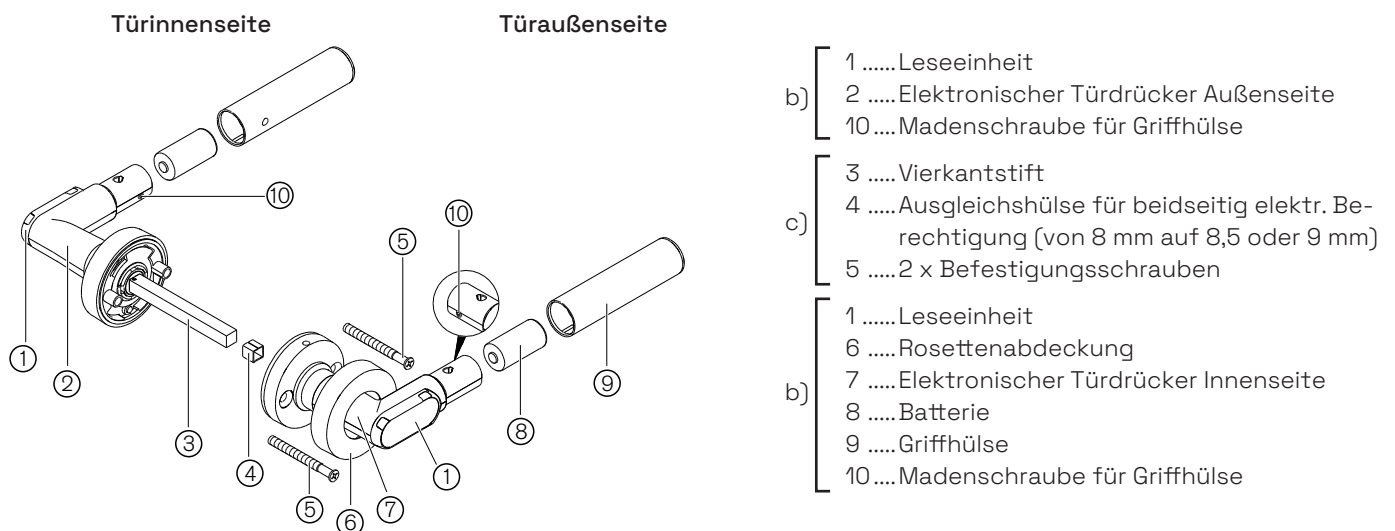 Türinnenseite
Türaußenseite
10
1
2
3
4
5
6
7
1
5
10
8
9
b)
1 ......Leseeinheit
2 .....Elektronischer Türdrücker Außenseite
10....Madenschraube für Griffhülse
c)
3 .....Vierkantstift
4 .....Ausgleichshülse für beidseitig elektr. Be-
rechtigung (von 8 mm auf 8,5 oder 9 mm)
5 .....2 x Befestigungsschrauben
b)
1 ......Leseeinheit
6 .....Rosettenabdeckung
7 .....Elektronischer Türdrücker Innenseite
8 .....Batterie
9 .....Griffhülse
10....Madenschraube für Griffhülse